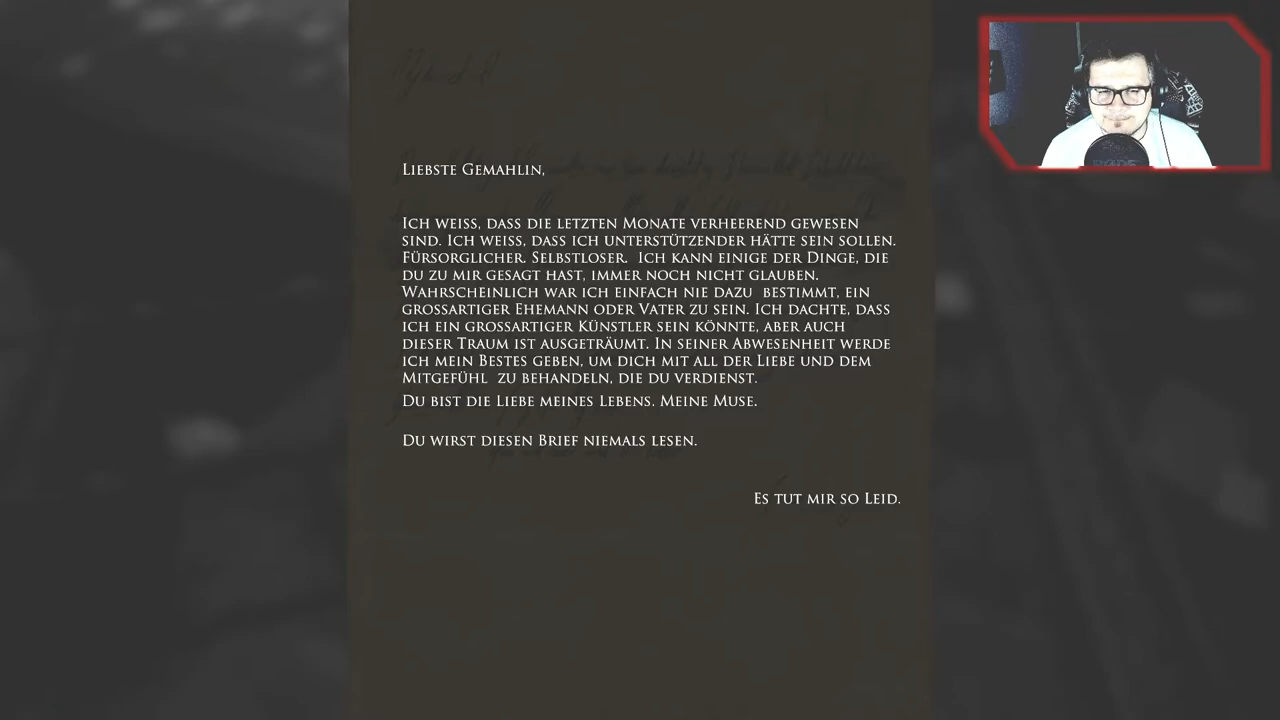 Liebste Gemahlin,
Ich weiss, dass die letzten Monate verheerend gewesen
sind. Ich weiss, dass ich unterstützender hätte sein sollen.
Fürsorglicher. Selbstloser.  Ich kann einige der Dinge, die
du zu mir gesagt hast, immer noch nicht glauben.
Wahrscheinlich war ich einfach nie dazu  bestimmt, ein
grossartiger Ehemann oder Vater zu sein. Ich dachte, dass
ich ein grossartiger Künstler sein könnte, aber auch
dieser Traum ist ausgeträumt. In seiner Abwesenheit werde
ich mein Bestes geben, um dich mit all der Liebe und dem
Mitgefühl  zu behandeln, die du verdienst.
Du bist die Liebe meines Lebens. Meine Muse.
Du wirst diesen Brief niemals lesen.
Es tut mir so Leid.